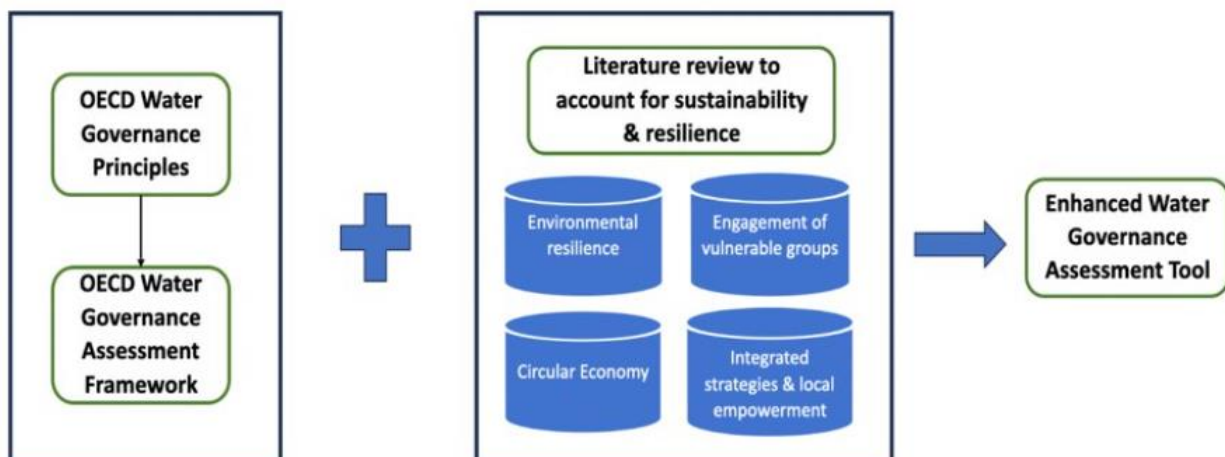 OECD Water
Governance
Principles
OECD Water
Governance
Assessment
Framework
Literature review to
account for sustainability
& resilience
Environmental
resilience
Engagement of
vulnerable groups
Circular Economy
Integrated
strategies & local
empowerment
Enhanced Water
Governance
Assessment Tool